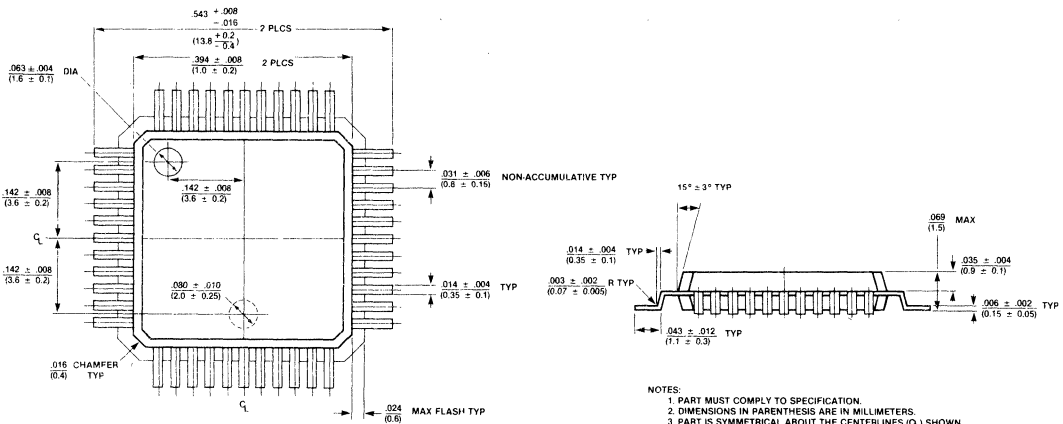 .543 +.008 -.016 2 PLCS
(13.8 +0.2 -0.4)
.394 ± .008 2 PLCS
(1.0 ± 0.2)
.063 ± .004 DIA
(1.6 ± 0.1)
.031 ± .006 NON-ACCUMULATIVE TYP
(0.8 ± 0.15)
.142 ± .008
(3.6 ± 0.2)
.142 ± .008
(3.6 ± 0.2)
C L
.142 ± .008
(3.6 ± 0.2)
.080 ± .010
(2.0 ± 0.25)
.014 ± .004 TYP
(0.35 ± 0.1)
.016 CHAMFER
(0.4) TYP
C L
.024 MAX FLASH TYP
(0.6)
15° ± 3° TYP
.069 MAX
(1.5)
.014 ± .004 TYP
(0.35 ± 0.1)
.035 ± .004
(0.9 ± 0.1)
.003 ± .002 R TYP
(0.07 ± 0.005)
.006 ± .002 TYP
(0.15 ± 0.05)
.043 ± .012 TYP
(1.1 ± 0.3)
NOTES:
1. PART MUST COMPLY TO SPECIFICATION.
2. DIMENSIONS IN PARENTHESIS ARE IN MILLIMETERS.
3. PART IS SYMMETRICAL ABOUT THE CENTERLINES (Q ) SHOWN